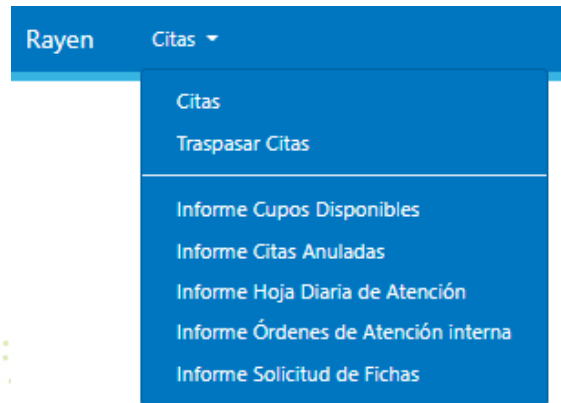 Rayen Citas
Citas
Traspasar Citas
Informe Cupos Disponibles
Informe Citas Anuladas
Informe Hoja Diaria de Atención
Informe Órdenes de Atención interna
Informe Solicitud de Fichas